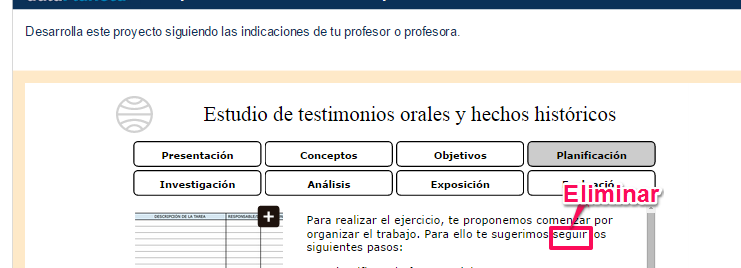 Desarrolla este proyecto siguiendo las indicaciones de tu profesor o profesora.
Estudio de testimonios orales y hechos históricos
Presentación Conceptos Objetivos Planificación
Investigación Análisis Exposición
Eliminar
DESCRIPCIÓN DE LA TAREA RESPONSABLE/
+
Para realizar el ejercicio, te proponemos comenzar por
organizar el trabajo. Para ello te sugerimos seguir os
siguientes pasos: